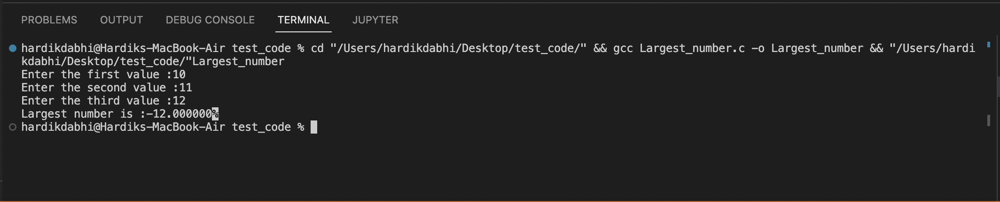 PROBLEMS OUTPUT DEBUG CONSOLE TERMINAL JUPYTER
hardikdabhi@Hardiks-MacBook-Air test_code % cd "/Users/hardikdabhi/Desktop/test_code/" && gcc Largest_number.c -o Largest_number && "/Users/hardi
kdabhi/Desktop/test_code/"Largest_number
Enter the first value :10
Enter the second value :11
Enter the third value :12
Largest number is :-12.000000%
hardikdabhi@Hardiks-MacBook-Air test_code %